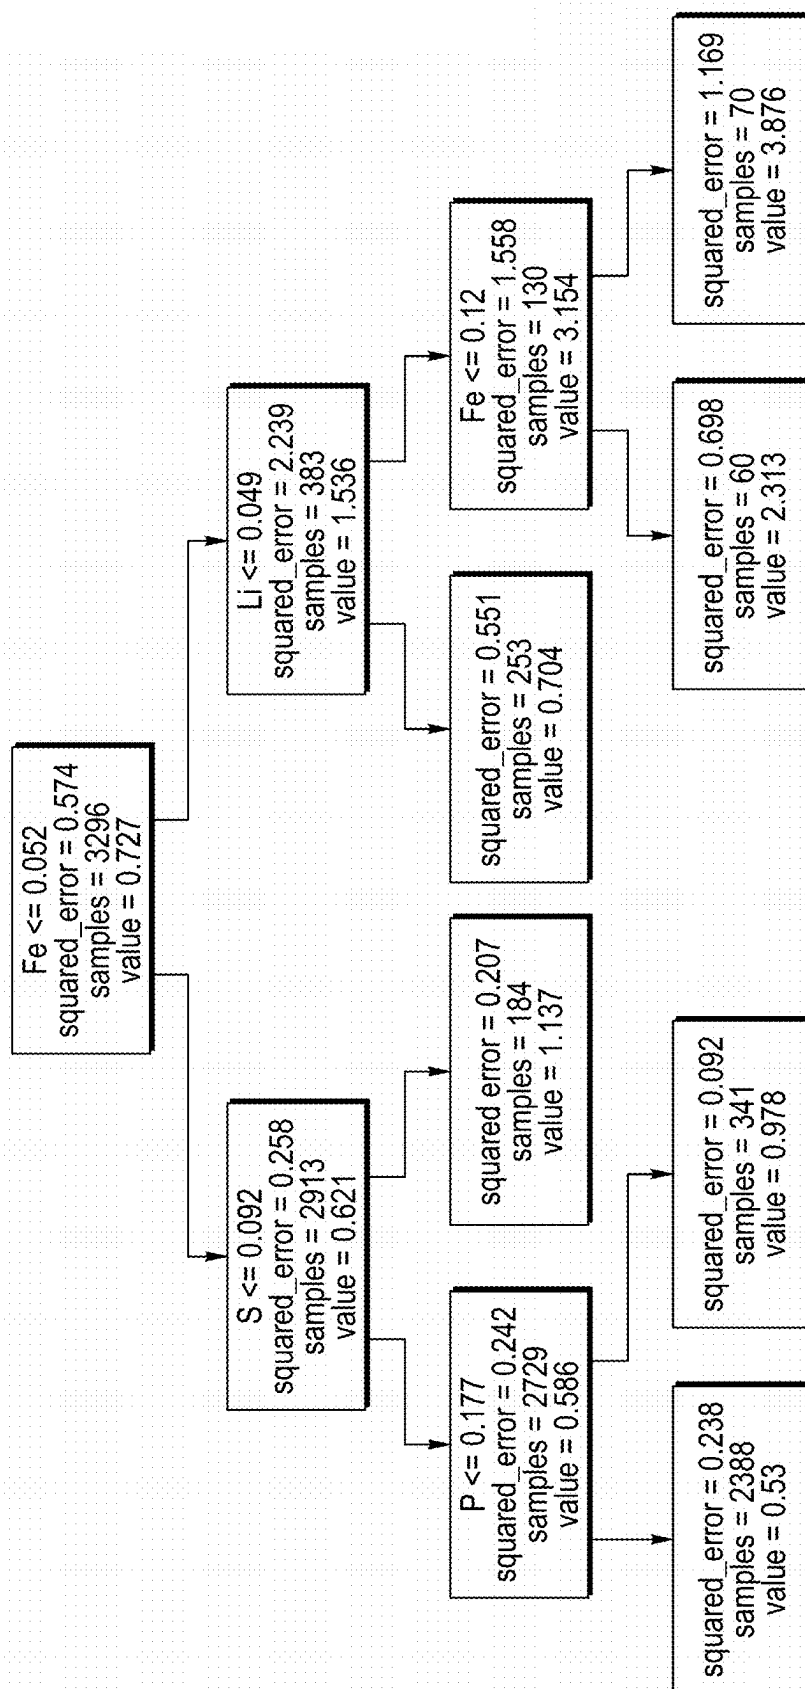 Fe <= 0.052
squared_error = 0.574
samples = 3296
value = 0.727
S <= 0.092
squared_error = 0.258
samples = 2913
value = 0.621
Li <= 0.049
squared_error = 2.239
samples = 383
value = 1.536
P <= 0.177
squared_error = 0.242
samples = 2729
value = 0.586
squared error = 0.207
samples = 184
value = 1.137
squared_error = 0.551
samples = 253
value = 0.704
Fe <= 0.12
squared_error = 1.558
samples = 130
value = 3.154
squared_error = 0.238
samples = 2388
value = 0.53
squared_error = 0.092
samples = 341
value = 0.978
squared_error = 0.698
samples = 60
value = 2.313
squared_error = 1.169
samples = 70
value = 3.876